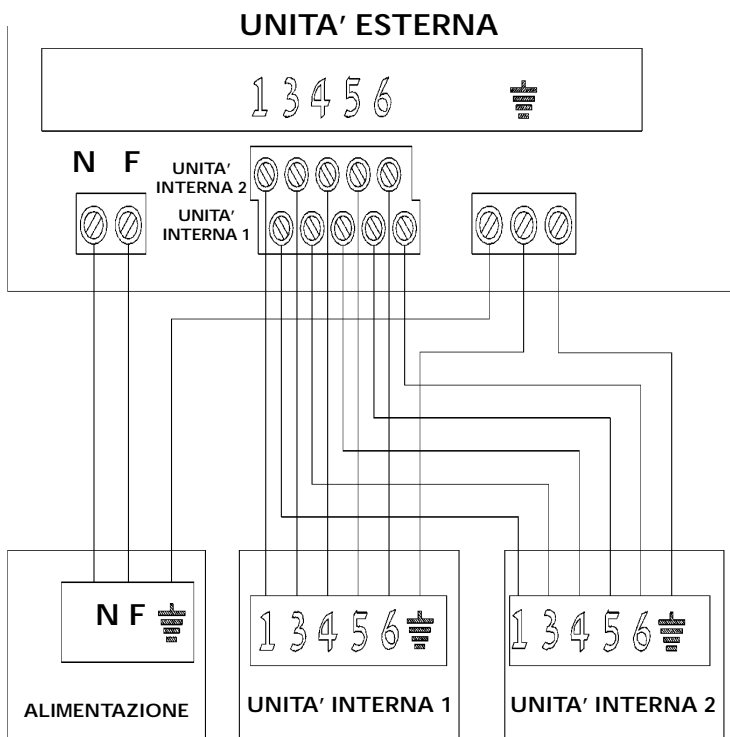 UNITA' ESTERNA
1 3 4 5 6
N F
UNITA'
INTERNA 2
UNITA'
INTERNA 1
N F
1 3 4 5 6
1 3 4 5 6
ALIMENTAZIONE
UNITA' INTERNA 1
UNITA' INTERNA 2